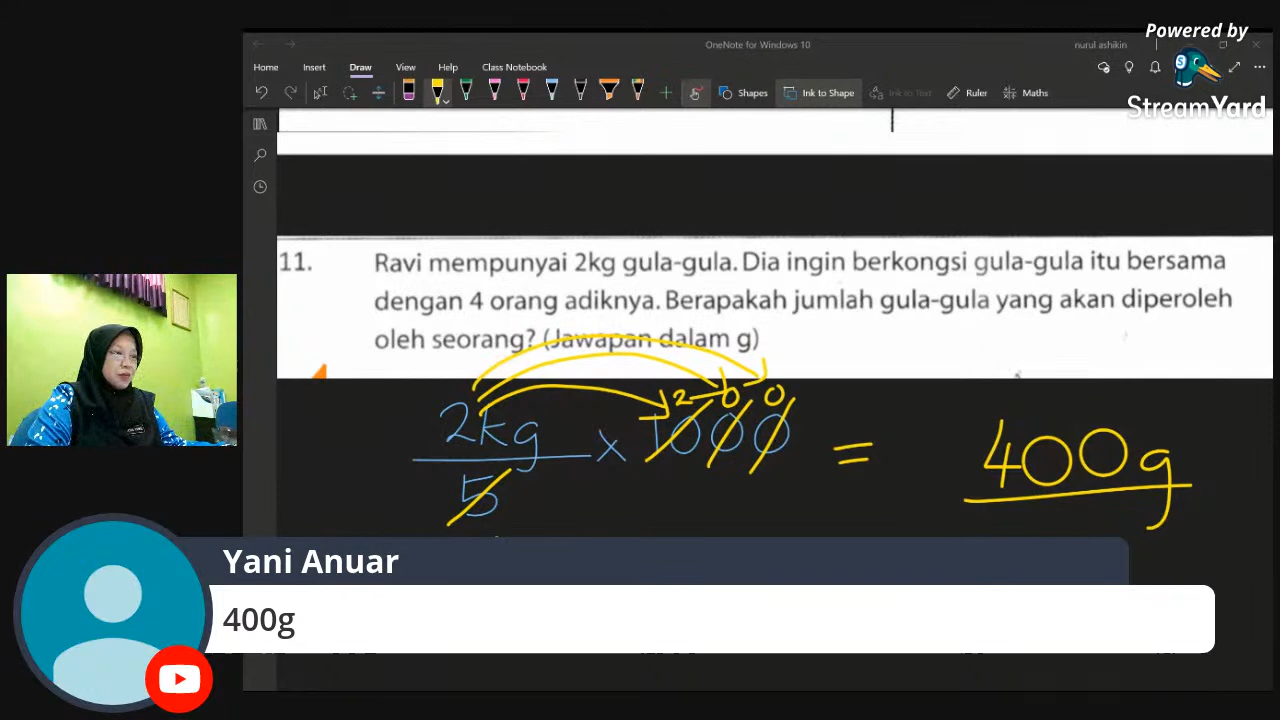 Powered by
StreamYard
OneNote for Windows 10
nurul ashikin
Home Insert Draw View Help Class Notebook
Shapes Ink to Shape Ink to Text Ruler Maths
11. Ravi mempunyai 2kg gula-gula. Dia ingin berkongsi gula-gula itu bersama
dengan 4 orang adiknya. Berapakah jumlah gula-gula yang akan diperoleh
oleh seorang? (Jawapan dalam g)
2 0 0
2kg x 1000 = 400g
5
Yani Anuar
400g